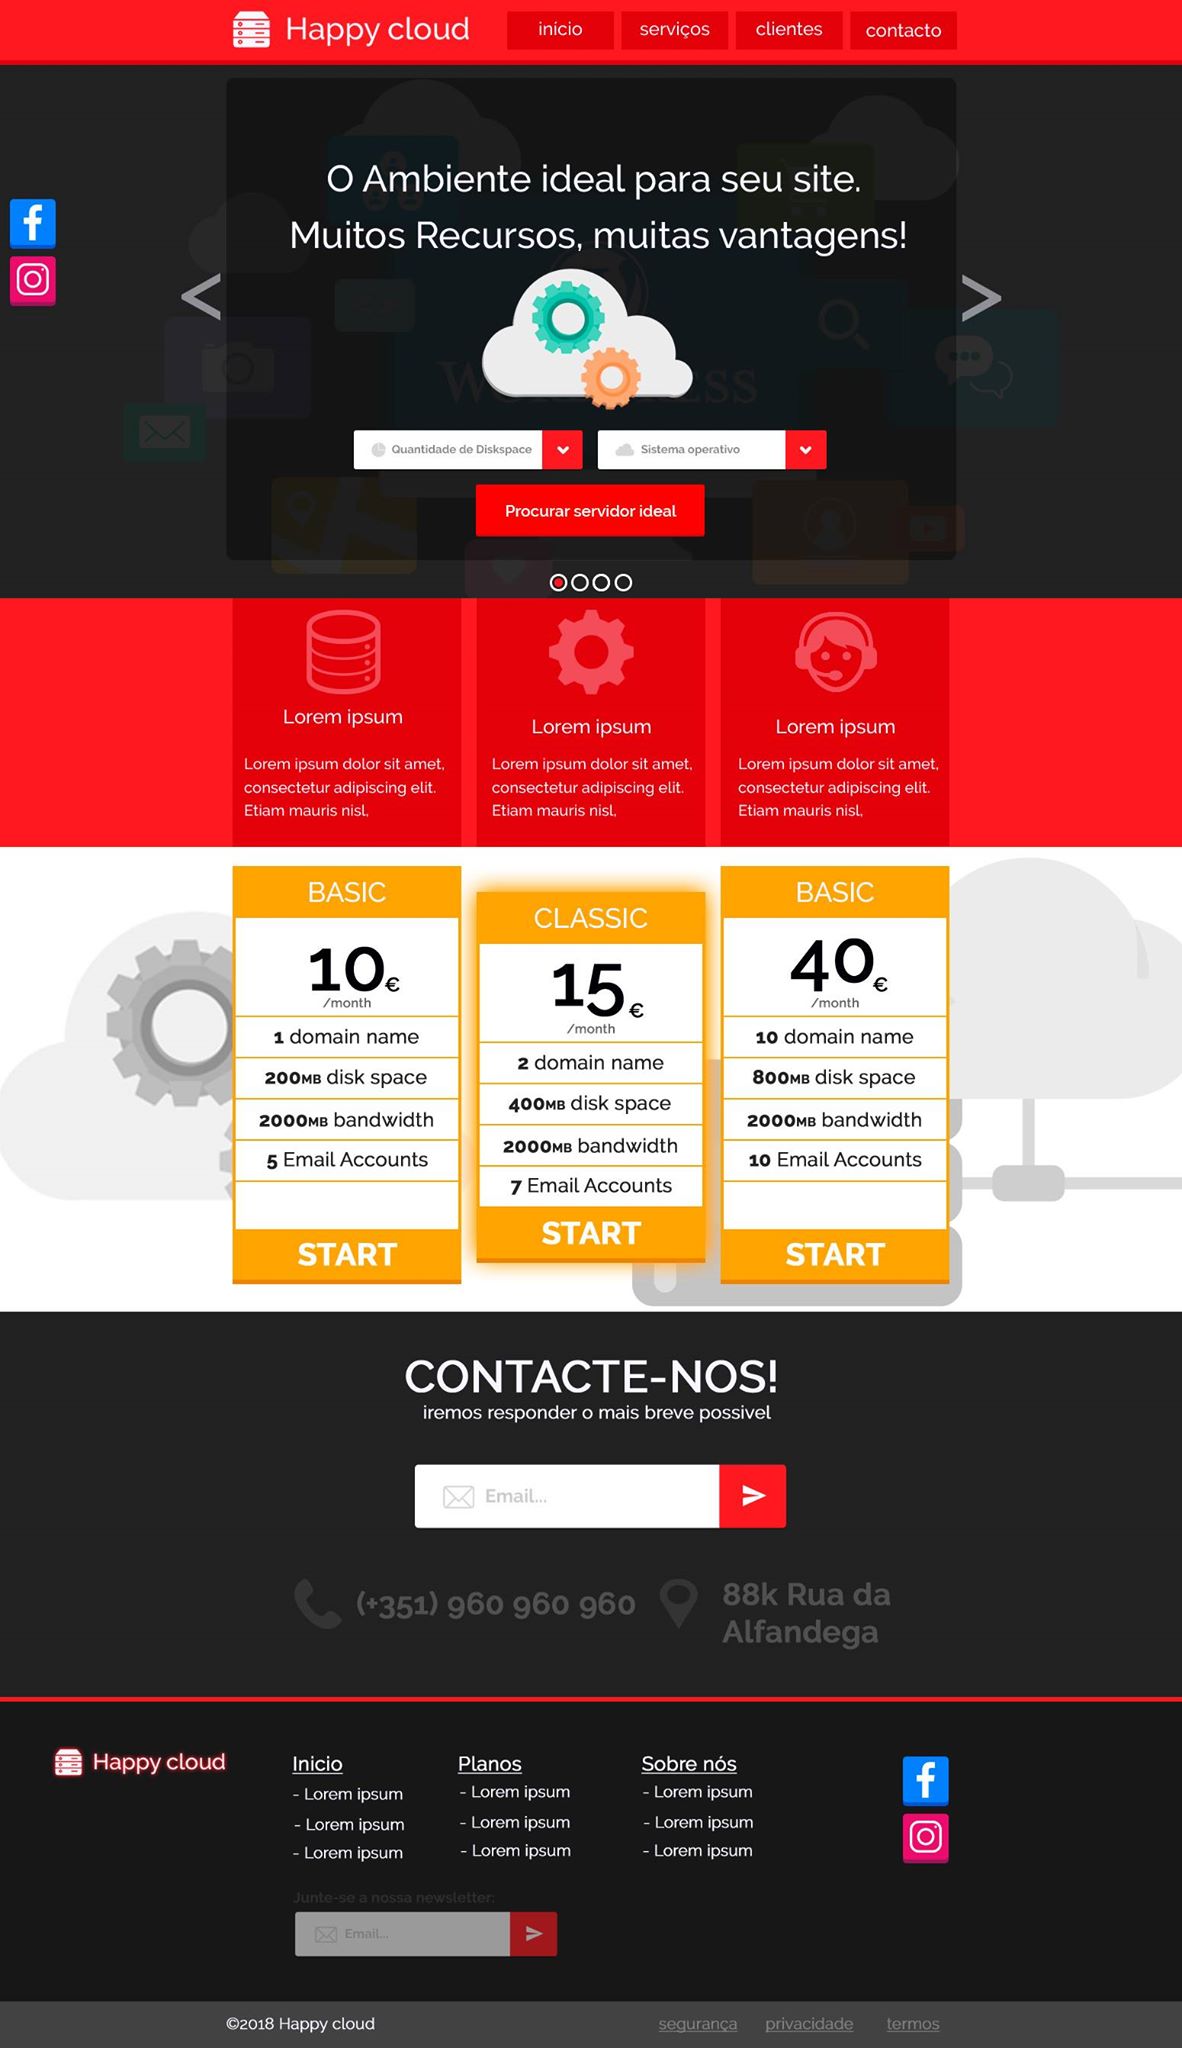 Happy cloud
início
serviços
clientes
contacto
O Ambiente ideal para seu site.
Muitos Recursos, muitas vantagens!
Quantidade de Diskspace
Sistema operativo
Procurar servidor ideal
Lorem ipsum
Lorem ipsum dolor sit amet,
consectetur adipiscing elit.
Etiam mauris nisl,
Lorem ipsum
Lorem ipsum dolor sit amet,
consectetur adipiscing elit.
Etiam mauris nisl,
Lorem ipsum
Lorem ipsum dolor sit amet,
consectetur adipiscing elit.
Etiam mauris nisl,
BASIC
10€
/month
1 domain name
200MB disk space
2000MB bandwidth
5 Email Accounts
START
CLASSIC
15€
/month
2 domain name
400MB disk space
2000MB bandwidth
7 Email Accounts
START
BASIC
40€
/month
10 domain name
800MB disk space
2000MB bandwidth
10 Email Accounts
START
CONTACTE-NOS!
iremos responder o mais breve possivel
Email...
(+351) 960 960 960
88k Rua da
Alfandega
Happy cloud
Inicio
- Lorem ipsum
- Lorem ipsum
- Lorem ipsum
Planos
- Lorem ipsum
- Lorem ipsum
- Lorem ipsum
Sobre nós
- Lorem ipsum
- Lorem ipsum
- Lorem ipsum
Junte-se a nossa newsletter:
Email...
©2018 Happy cloud
segurança
privacidade
termos